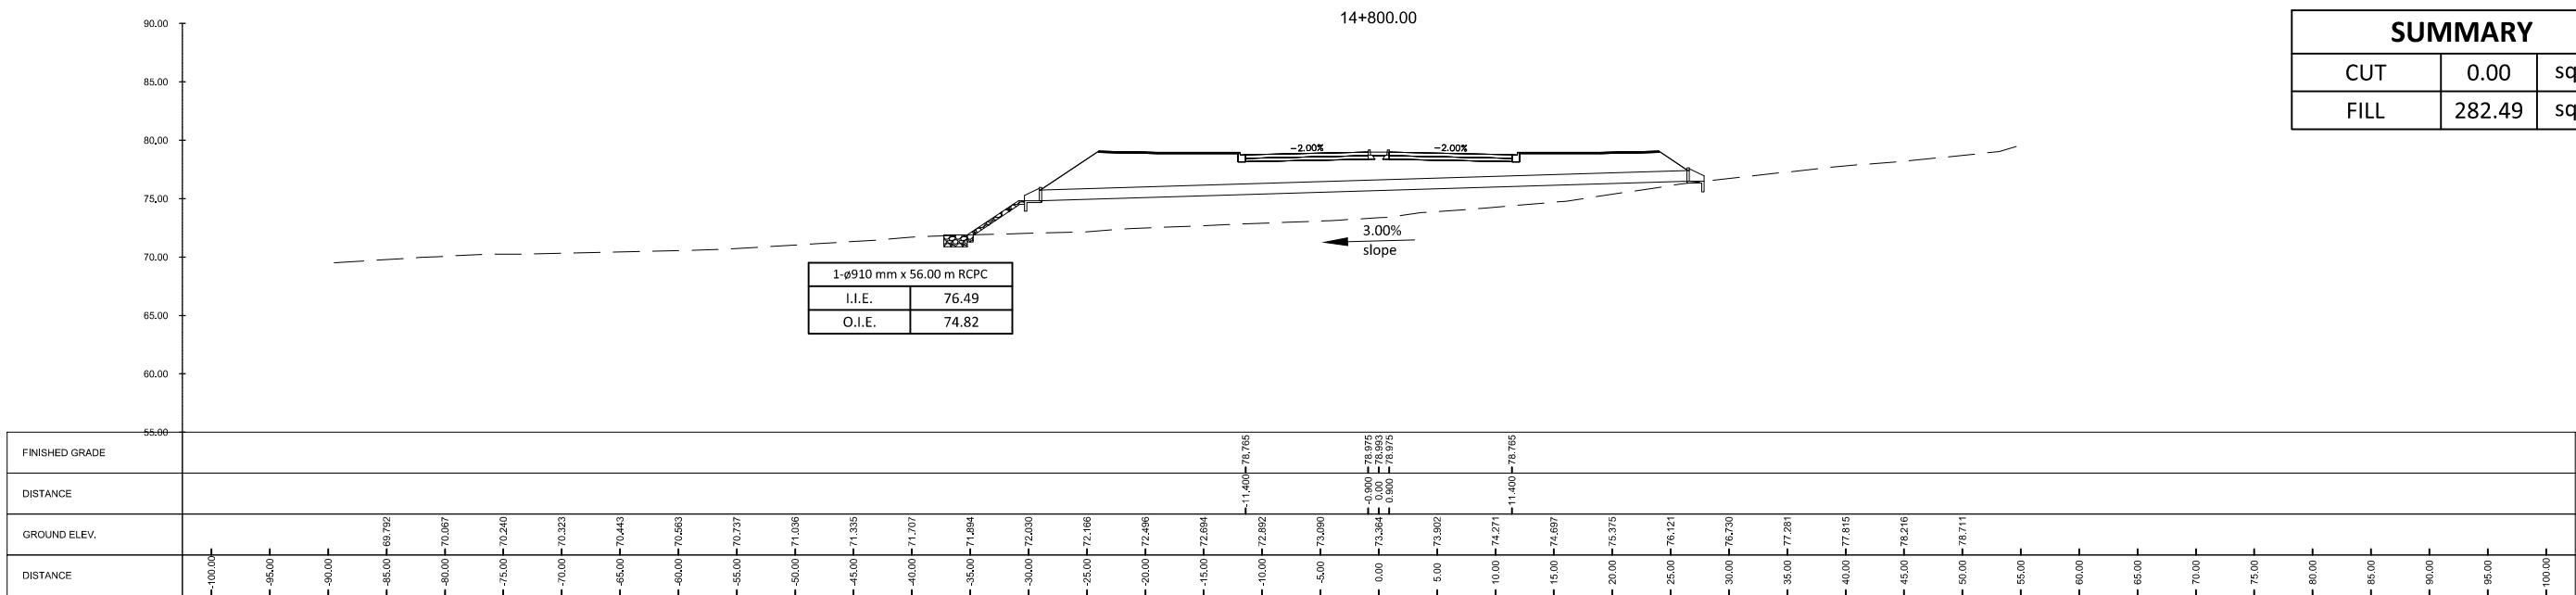 14+800.00
SUMMARY
CUT 0.00 sq
FILL 282.49 sq
90.00
85.00
80.00
75.00
70.00
65.00
60.00
55.00
-2.00% -2.00%
3.00%
slope
1-ø910 mm x 56.00 m RCPC
I.I.E. 76.49
O.I.E. 74.82
FINISHED GRADE 78.765 78.975 78.993 78.975 78.765
DISTANCE -11.400 -0.900 0.00 0.900 11.400
GROUND ELEV. 69.792 70.067 70.240 70.323 70.443 70.563 70.737 71.036 71.335 71.707 71.894 72.030 72.166 72.496 72.694 72.892 73.090 73.364 73.902 74.271 74.697 75.375 76.121 76.730 77.281 77.815 78.216 78.711
DISTANCE -100.00 -95.00 -90.00 -85.00 -80.00 -75.00 -70.00 -65.00 -60.00 -55.00 -50.00 -45.00 -40.00 -35.00 -30.00 -25.00 -20.00 -15.00 -10.00 -5.00 0.00 5.00 10.00 15.00 20.00 25.00 30.00 35.00 40.00 45.00 50.00 55.00 60.00 65.00 70.00 75.00 80.00 85.00 90.00 95.00 100.00